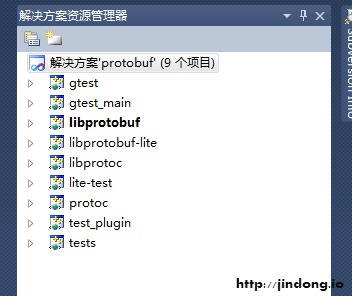 解决方案资源管理器
解决方案'protobuf' (9 个项目)
gtest
gtest_main
libprotobuf
libprotobuf-lite
libprotoc
lite-test
protoc
test_plugin
tests
Subversion Info
http://jindong.io